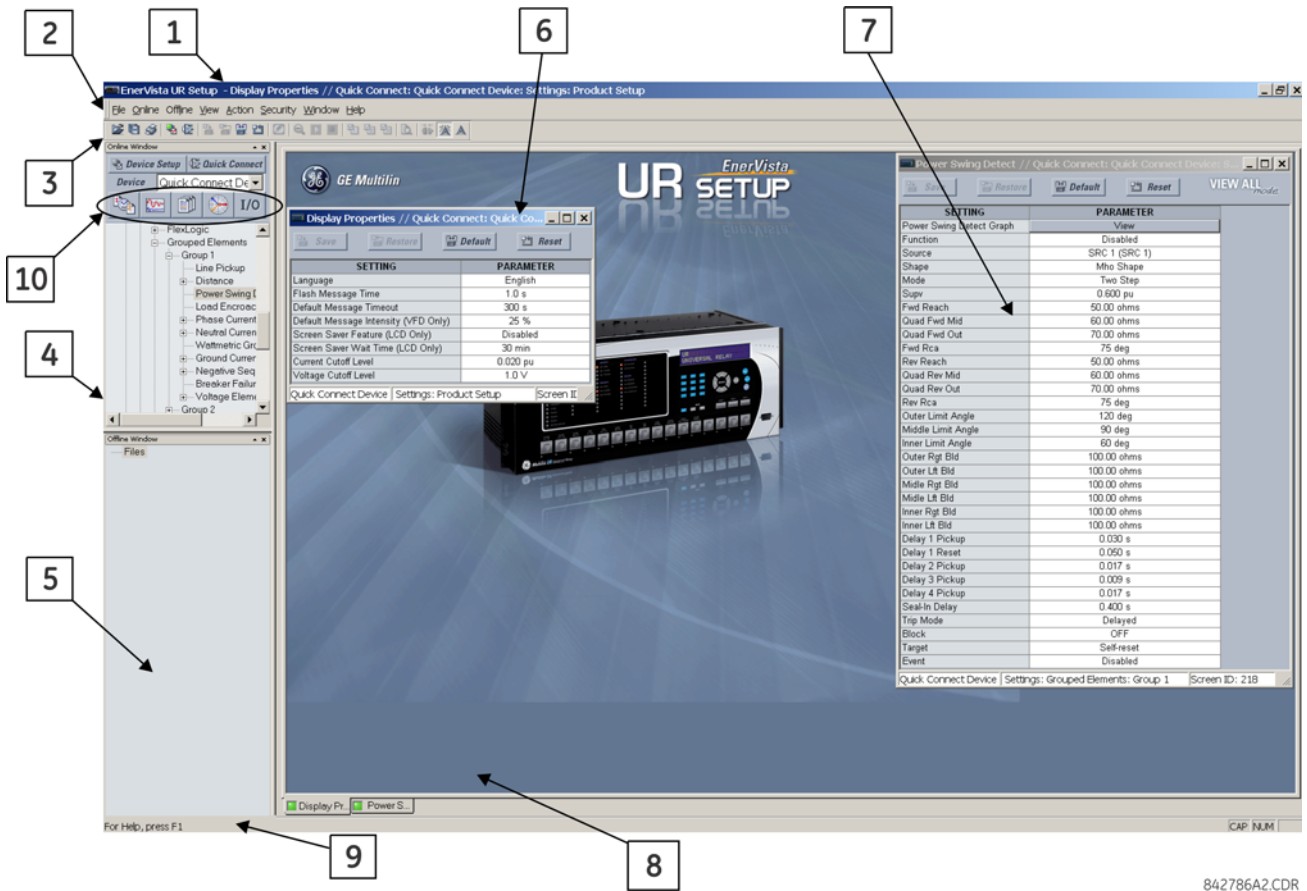 2
1
6
7
EnerVista UR Setup - Display Properties // Quick Connect: Quick Connect Device: Settings: Product Setup
File Online Offline View Action Security Window Help
3
Online Window
Device Setup Quick Connect
Device Quick Connect De
I/O
10
FlexLogic
Grouped Elements
Group 1
Line Pickup
Distance
Power Swing D
Load Encroac
Phase Current
Neutral Curren
Wattmetric Gro
Ground Currer
Negative Seq
Breaker Failur
Voltage Eleme
Group 2
4
Offline Window
Files
5
GE Multilin
EnerVista
UR SETUP
Display Properties // Quick Connect: Quick Co...
Save Restore Default Reset
SETTING PARAMETER
Language English
Flash Message Time 1.0 s
Default Message Timeout 300 s
Default Message Intensity (VFD Only) 25 %
Screen Saver Feature (LCD Only) Disabled
Screen Saver Wait Time (LCD Only) 30 min
Current Cutoff Level 0.020 pu
Voltage Cutoff Level 1.0 V
Quick Connect Device Settings: Product Setup Screen ID
UR
UNIVERSAL RELAY
Power Swing Detect // Quick Connect: Quick Connect Device: S...
Save Restore Default Reset VIEW ALL mode
SETTING PARAMETER
Power Swing Detect Graph View
Function Disabled
Source SRC 1 (SRC 1)
Shape Mho Shape
Mode Two Step
Supv 0.600 pu
Fwd Reach 50.00 ohms
Quad Fwd Mid 60.00 ohms
Quad Fwd Out 70.00 ohms
Fwd Rca 75 deg
Rev Reach 50.00 ohms
Quad Rev Mid 60.00 ohms
Quad Rev Out 70.00 ohms
Rev Rca 75 deg
Outer Limit Angle 120 deg
Middle Limit Angle 90 deg
Inner Limit Angle 60 deg
Outer Rgt Bld 100.00 ohms
Outer Lft Bld 100.00 ohms
Midle Rgt Bld 100.00 ohms
Midle Lft Bld 100.00 ohms
Inner Rgt Bld 100.00 ohms
Inner Lft Bld 100.00 ohms
Delay 1 Pickup 0.030 s
Delay 1 Reset 0.050 s
Delay 2 Pickup 0.017 s
Delay 3 Pickup 0.009 s
Delay 4 Pickup 0.017 s
Seal-In Delay 0.400 s
Trip Mode Delayed
Block OFF
Target Self-reset
Event Disabled
Quick Connect Device Settings: Grouped Elements: Group 1 Screen ID: 218
Display Pr... Power S...
For Help, press F1
CAP NUM
9
8
842786A2.CDR